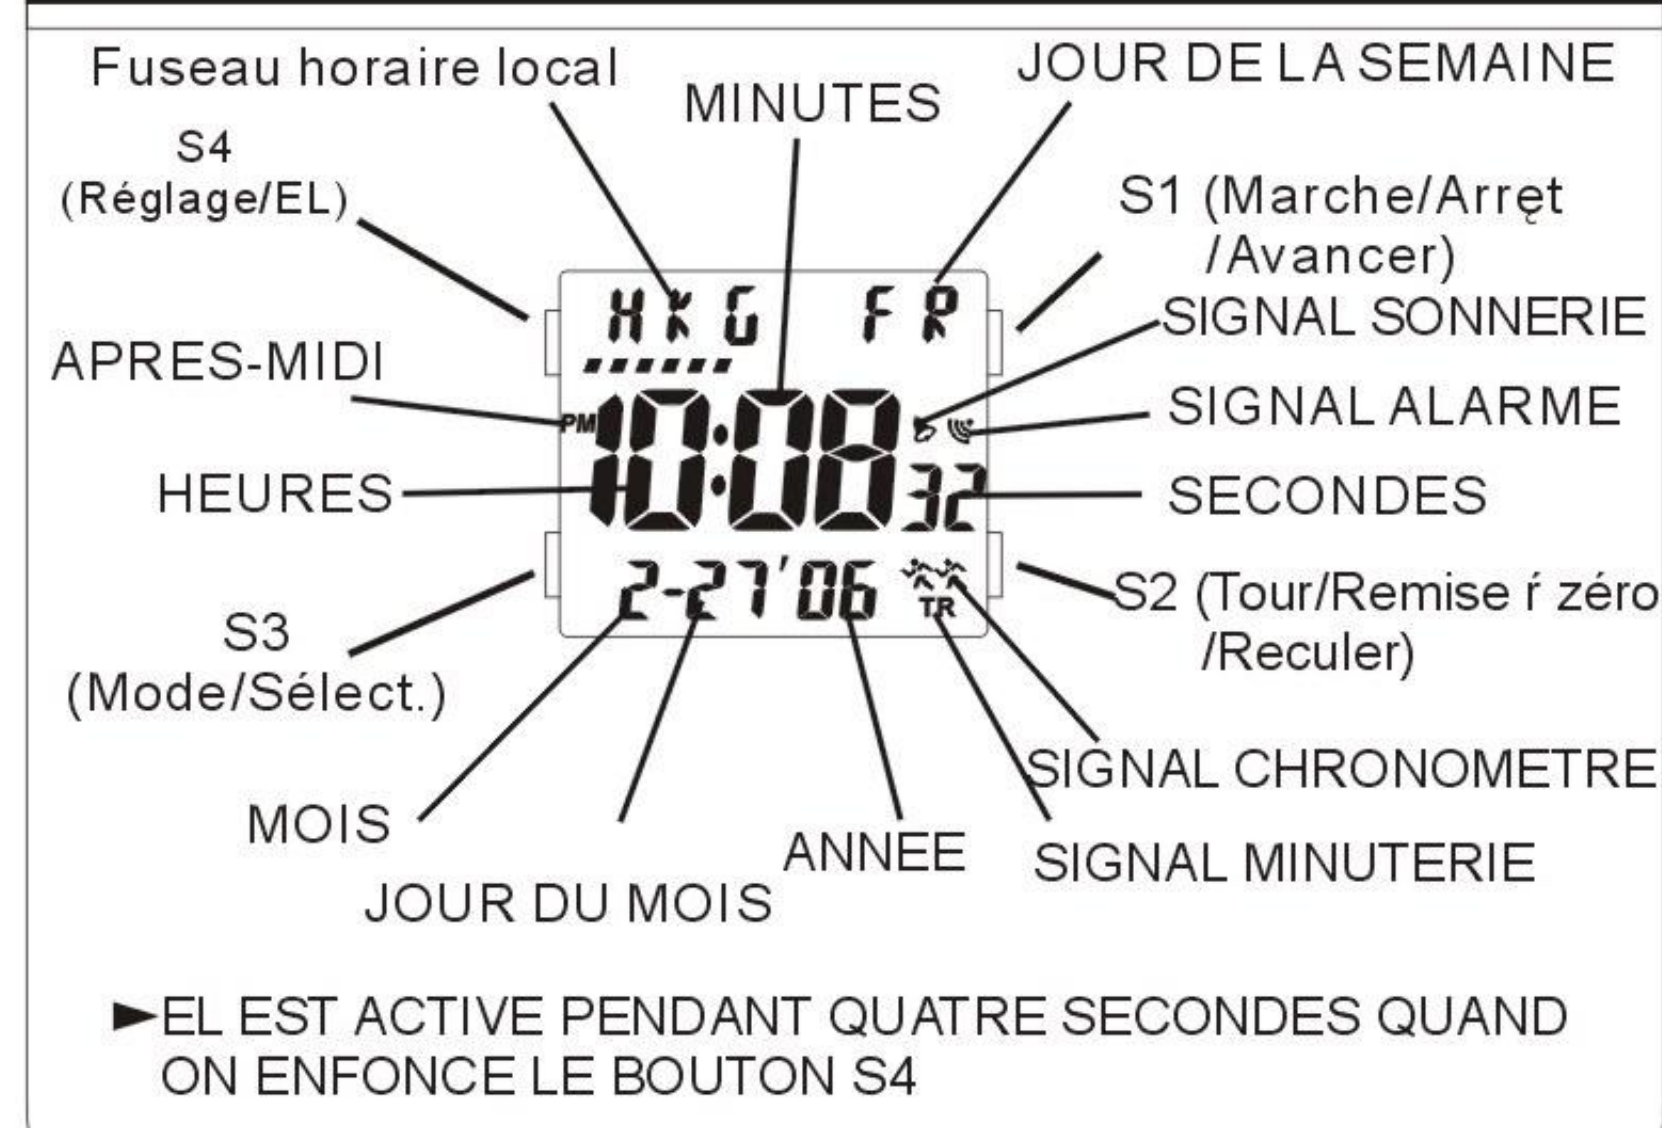 Fuseau horaire local
JOUR DE LA SEMAINE
MINUTES
S4
(Réglage/EL)
S1 (Marche/Arręt
/Avancer)
HKG FR
SIGNAL SONNERIE
APRES-MIDI
SIGNAL ALARME
PM
10:08
32
HEURES
SECONDES
2-27'06
TR
S2 (Tour/Remise ŕ zéro
/Reculer)
S3
(Mode/Sélect.)
SIGNAL CHRONOMETRE
MOIS
ANNEE
SIGNAL MINUTERIE
JOUR DU MOIS
►EL EST ACTIVE PENDANT QUATRE SECONDES QUAND
ON ENFONCE LE BOUTON S4